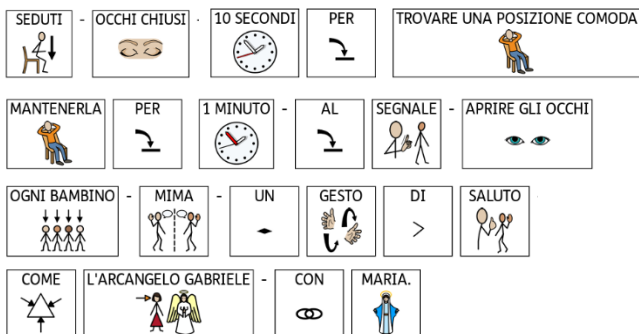 SEDUTI - OCCHI CHIUSI - 10 SECONDI PER TROVARE UNA POSIZIONE COMODA
MANTENERLA PER 1 MINUTO - AL SEGNALE - APRIRE GLI OCCHI
OGNI BAMBINO - MIMA - UN GESTO DI SALUTO
COME L'ARCANGELO GABRIELE - CON MARIA.